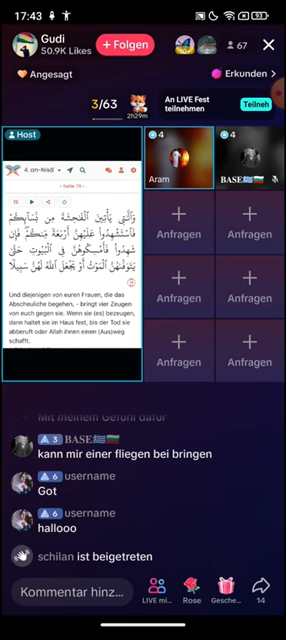 17:43
93
Gudi
50.9K Likes
+ Folgen
67
Angesagt
Erkunden >
3/63
2h29m
An LIVE Fest
teilnehmen
Teilneh
Host
4. an-Nisāʾ
Seite 76
15
وَٱلَّٰتِي يَأۡتِينَ ٱلۡفَٰحِشَةَ مِن نِّسَآئِكُمۡ
فَٱسۡتَشۡهِدُواْ عَلَيۡهِنَّ أَرۡبَعَةٗ مِّنكُمۡۖ فَإِن
شَهِدُواْ فَأَمۡسِكُوهُنَّ فِي ٱلۡبُيُوتِ حَتَّىٰ
يَتَوَفَّىٰهُنَّ ٱلۡمَوۡتُ أَوۡ يَجۡعَلَ ٱللَّهُ لَهُنَّ سَبِيلٗا
Und diejenigen von euren Frauen, die das
Abscheuliche begehen, - bringt vier Zeugen
von euch gegen sie. Wenn sie (es) bezeugen,
dann haltet sie im Haus fest, bis der Tod sie
abberuft oder Allah ihnen einen (Aus)weg
schafft.
4
Aram
4
BASE
Anfragen
Anfragen
Anfragen
Anfragen
Anfragen
Anfragen
Mit meinem Gefühl dafür
3 BASE
kann mir einer fliegen bei bringen
6 username
Got
6 username
hallooo
schilan ist beigetreten
Kommentar hinz...
LIVE mi...
Rose
Gesche...
14